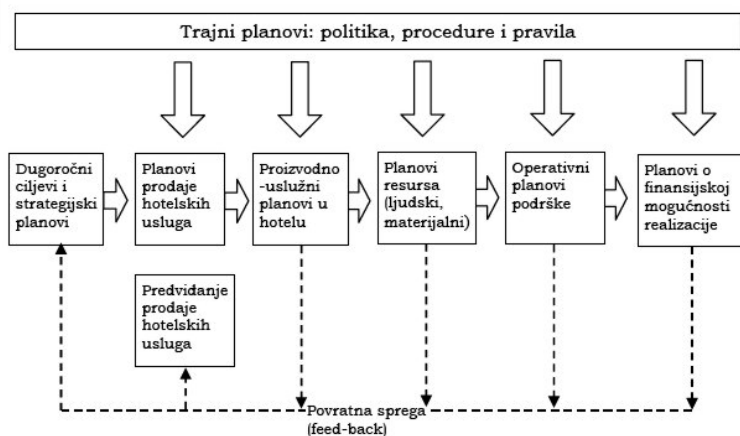 Trajni planovi: politika, procedure i pravila
Dugoročni
ciljevi i
strategijski
planovi
Planovi
prodaje
hotelskih
usluga
Proizvodno
-uslužni
planovi u
hotelu
Planovi
resursa
(ljudski,
materijalni)
Operativni
planovi
podrške
Planovi o
finansijskoj
mogućnosti
realizacije
Predviđanje
prodaje
hotelskih
usluga
Povratna sprega
(feed-back)